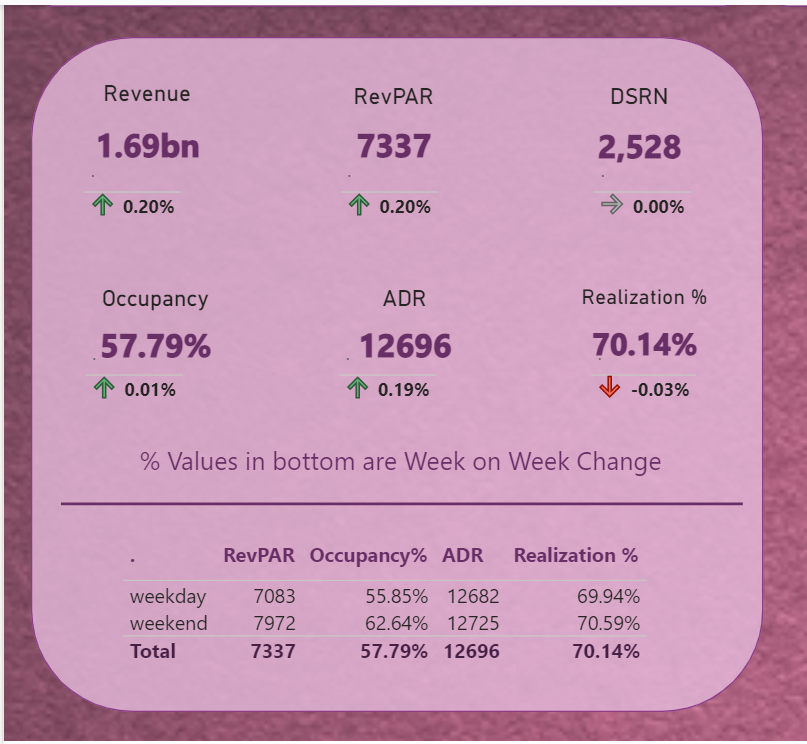 Revenue RevPAR DSRN
1.69bn 7337 2,528
0.20% 0.20% 0.00%
Occupancy ADR Realization %
57.79% 12696 70.14%
0.01% 0.19% -0.03%
% Values in bottom are Week on Week Change
. RevPAR Occupancy% ADR Realization %
weekday 7083 55.85% 12682 69.94%
weekend 7972 62.64% 12725 70.59%
Total 7337 57.79% 12696 70.14%